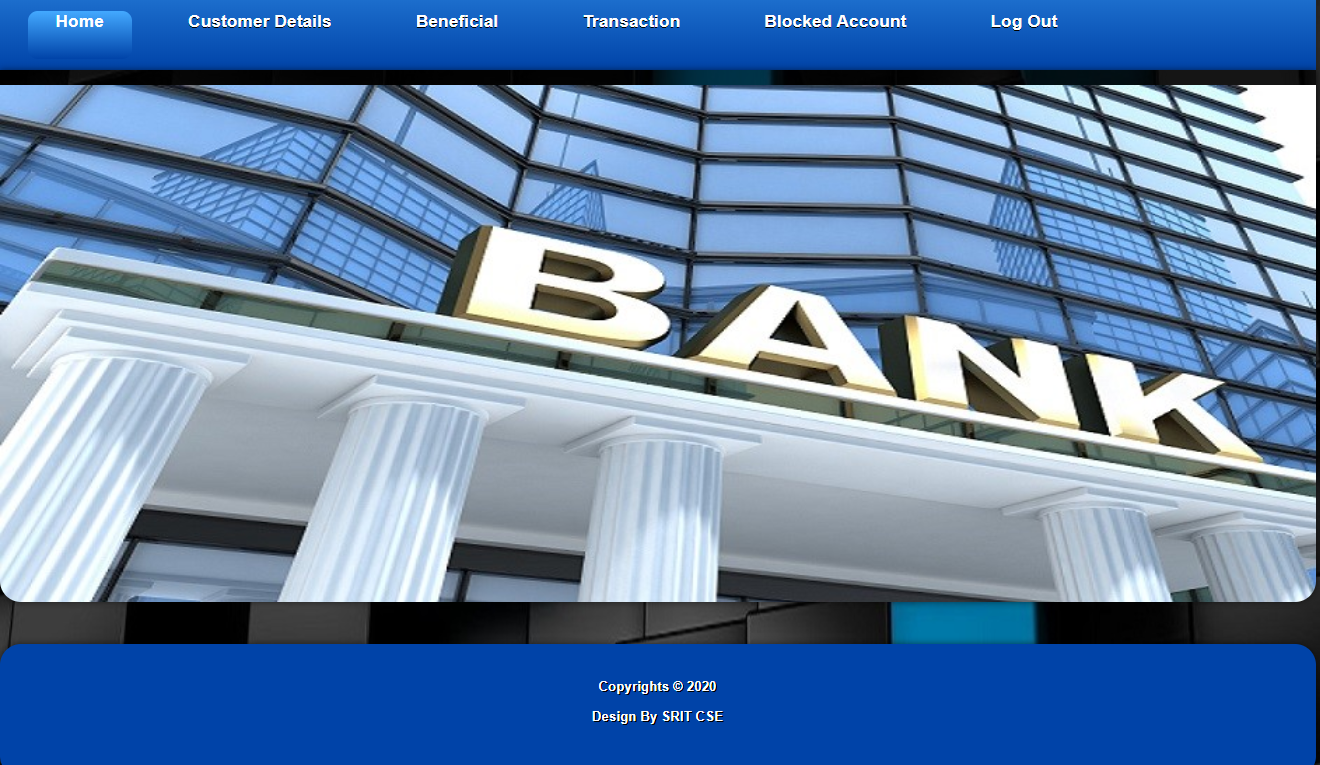 Home Customer Details Beneficial Transaction Blocked Account Log Out
BANK
Copyrights © 2020
Design By SRIT CSE